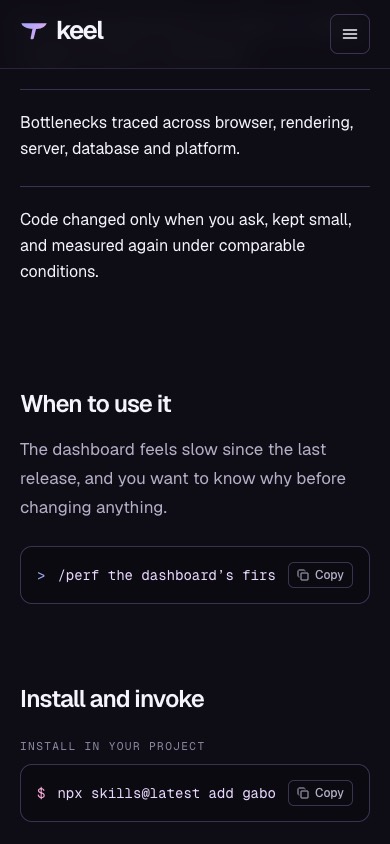 keel
Bottlenecks traced across browser, rendering,
server, database and platform.
Code changed only when you ask, kept small,
and measured again under comparable
conditions.
When to use it
The dashboard feels slow since the last
release, and you want to know why before
changing anything.
> /perf the dashboard’s firs Copy
Install and invoke
INSTALL IN YOUR PROJECT
$ npx skills@latest add gabo Copy